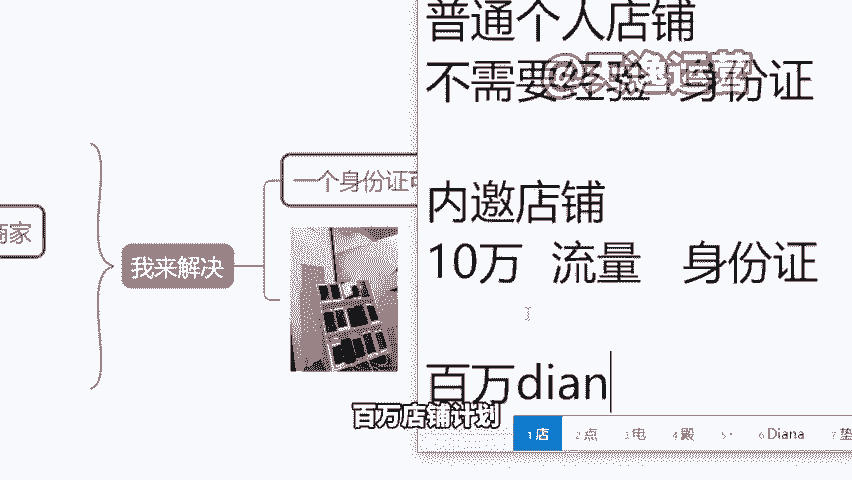 普通个人店铺
不需要经验 身份证
商家
我来解决
一个身份证可
内邀店铺
10万 流量 身份证
百万dian
百万店铺计划
1店 2点 3电 4殿 5· 6Diana 7垫